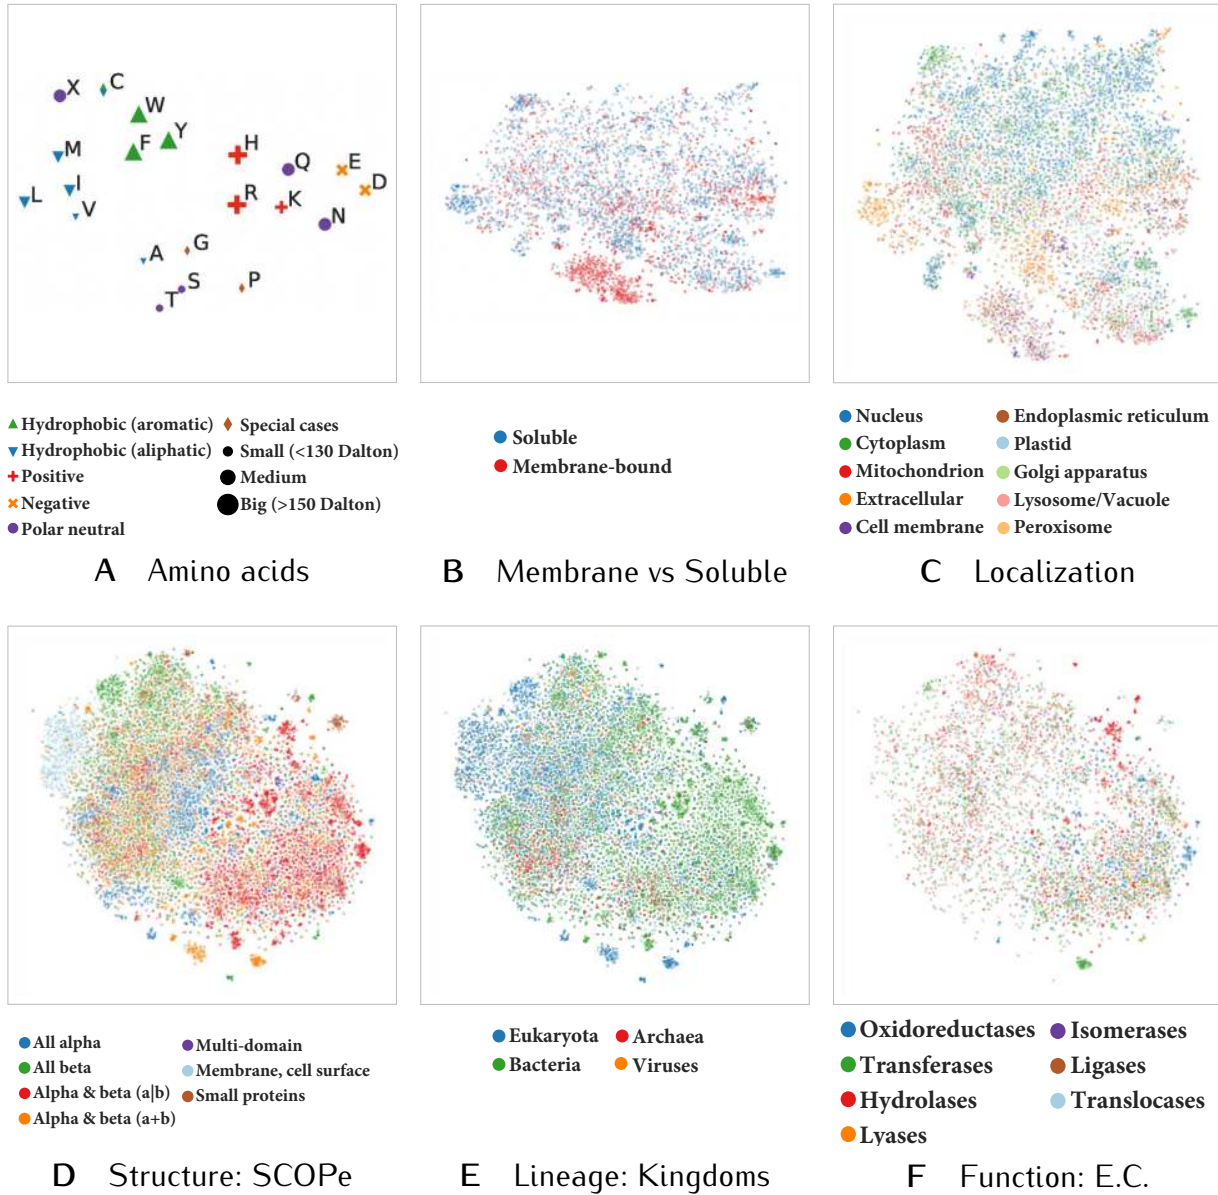 X
C
W
Y
F
M
H
Q
E
D
L
I
V
R
K
N
A
G
S
T
P
Hydrophobic (aromatic)
Hydrophobic (aliphatic)
Positive
Negative
Polar neutral
Special cases
Small (<130 Dalton)
Medium
Big (>150 Dalton)
A Amino acids
Soluble
Membrane-bound
B Membrane vs Soluble
Nucleus
Cytoplasm
Mitochondrion
Extracellular
Cell membrane
Endoplasmic reticulum
Plastid
Golgi apparatus
Lysosome/Vacuole
Peroxisome
C Localization
All alpha
All beta
Alpha & beta (a|b)
Alpha & beta (a+b)
Multi-domain
Membrane, cell surface
Small proteins
D Structure: SCOPe
Eukaryota
Bacteria
Archaea
Viruses
E Lineage: Kingdoms
Oxidoreductases
Transferases
Hydrolases
Lyases
Isomerases
Ligases
Translocases
F Function: E.C.